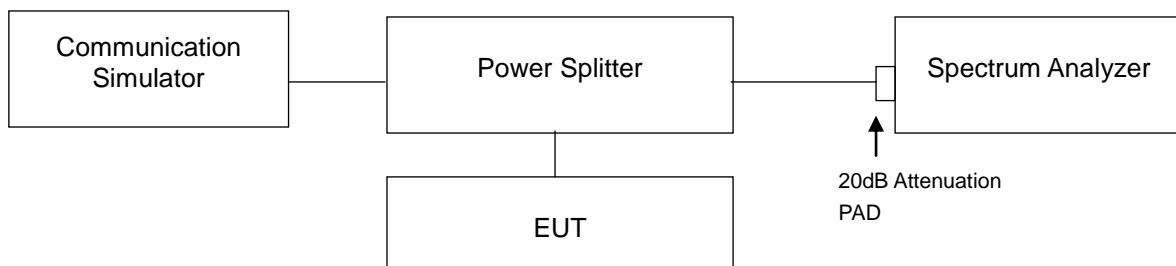 Communication
Simulator
Power Splitter
Spectrum Analyzer
20dB Attenuation
PAD
EUT